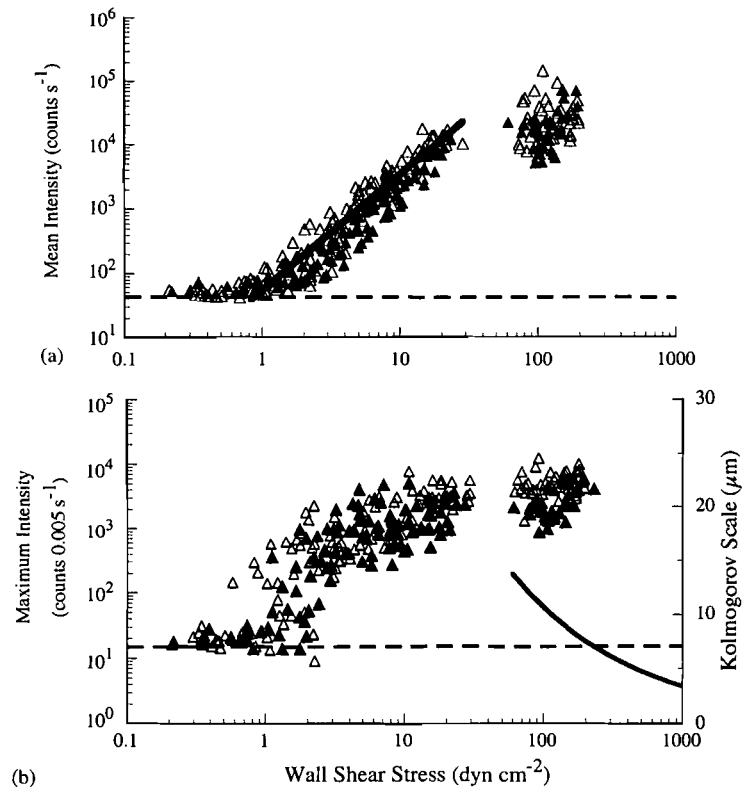 10^6
10^5
10^4
10^3
10^2
10^1
Mean Intensity (counts s^-1)
(a)
0.1 1 10 100 1000
10^5
10^4
10^3
10^2
10^1
10^0
Maximum Intensity
(counts 0.005 s^-1)
30
20
10
0
Kolmogorov Scale (μm)
0.1 1 10 100 1000
(b)
Wall Shear Stress (dyn cm^-2)